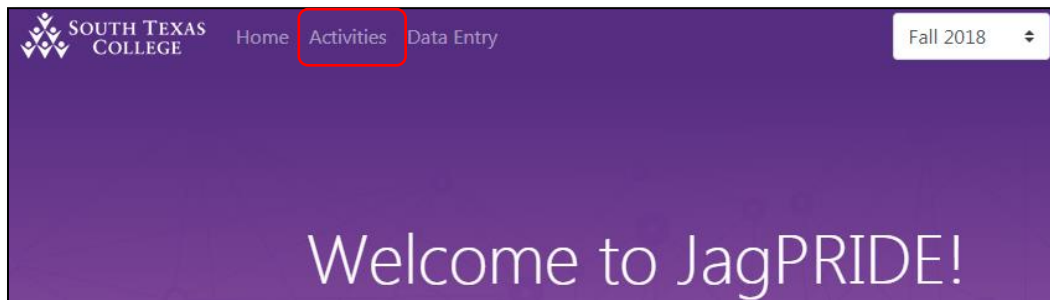 SOUTH TEXAS
COLLEGE
Home Activities Data Entry
Fall 2018
Welcome to JagPRIDE!